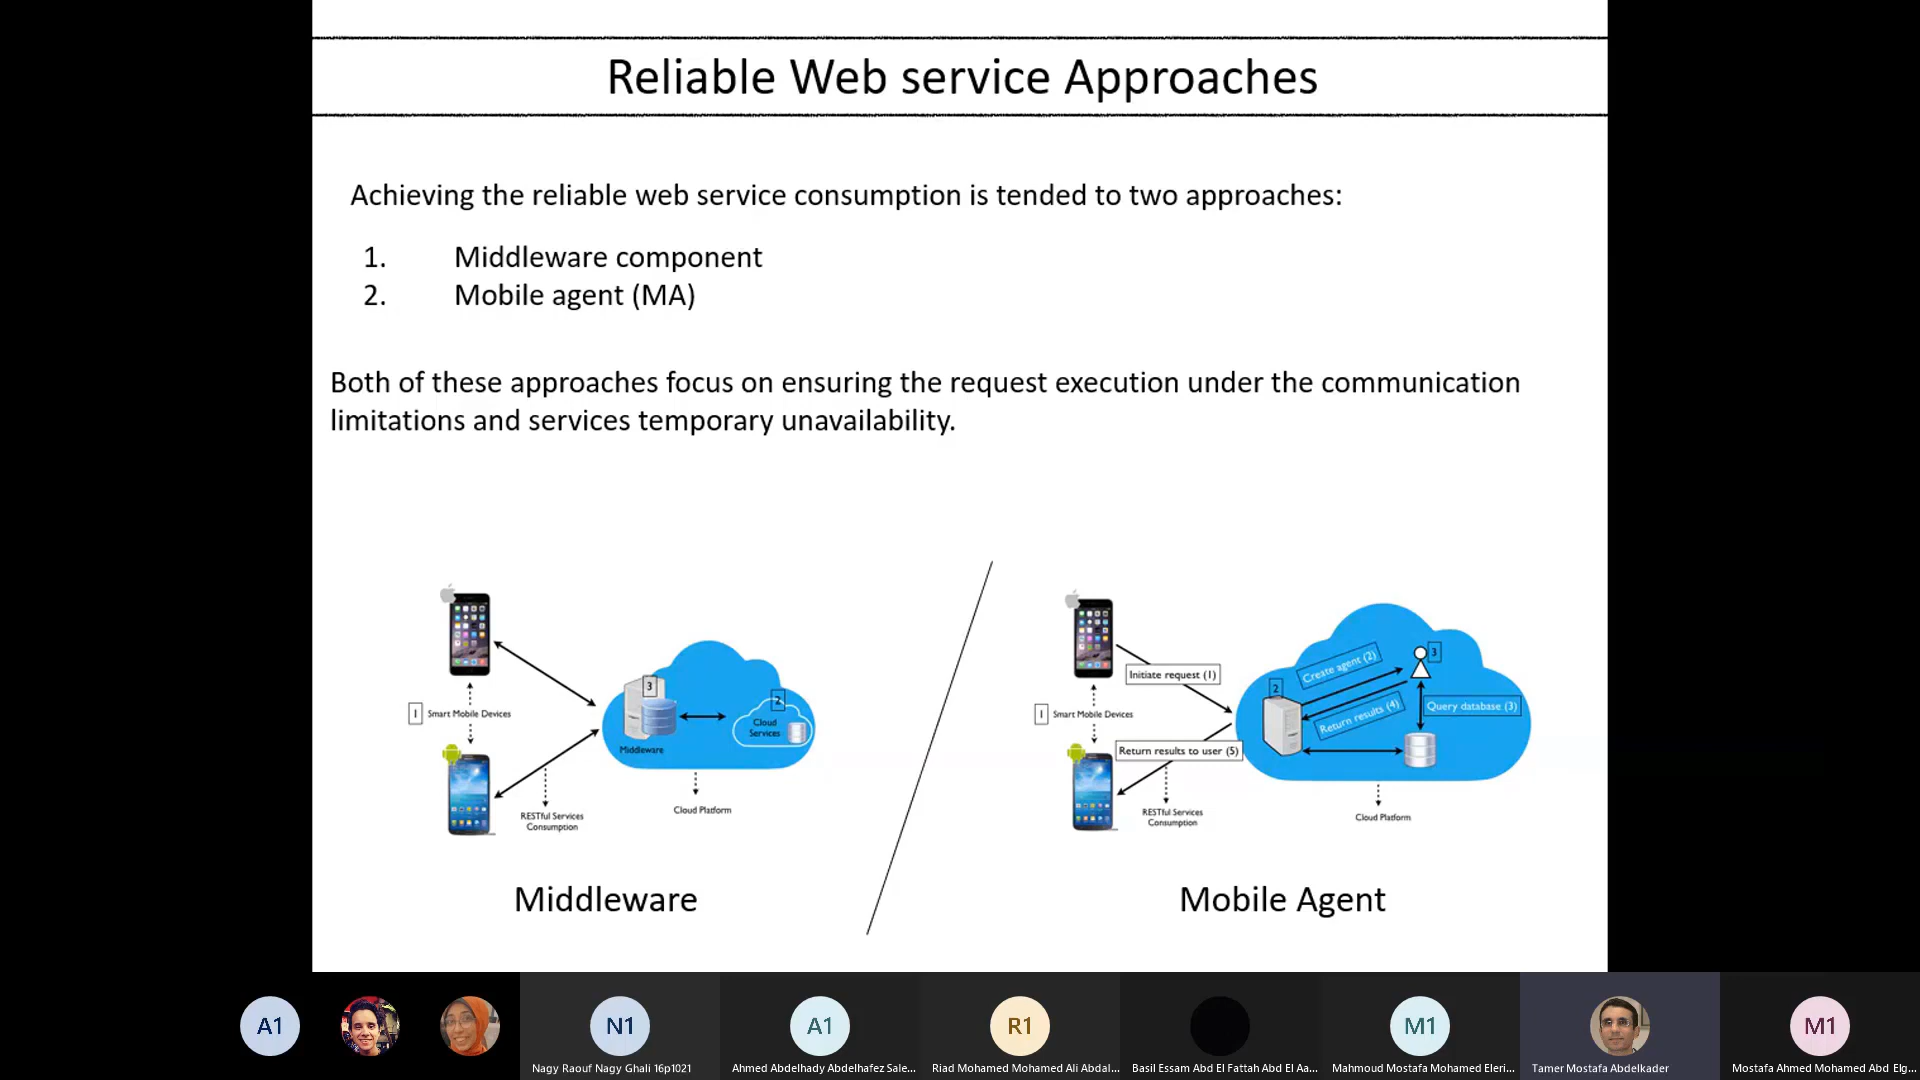 Reliable Web service Approaches
Achieving the reliable web service consumption is tended to two approaches:
1. Middleware component
2. Mobile agent (MA)
Both of these approaches focus on ensuring the request execution under the communication
limitations and services temporary unavailability.
1 Smart Mobile Devices
3
Middleware
2
Cloud
Services
RESTful Services
Consumption
Cloud Platform
Middleware
1 Smart Mobile Devices
Initiate request (1)
Return results to user (5)
2
Create agent (2)
Return results (4)
3
Query database (3)
RESTful Services
Consumption
Cloud Platform
Mobile Agent
A1
N1
A1
R1
M1
M1
Nagy Raouf Nagy Ghali 16p1021
Ahmed Abdelhady Abdelhafez Sale...
Riad Mohamed Mohamed Ali Abdal...
Basil Essam Abd El Fattah Abd El Aa...
Mahmoud Mostafa Mohamed Eleri...
Tamer Mostafa Abdelkader
Mostafa Ahmed Mohamed Abd Elg...